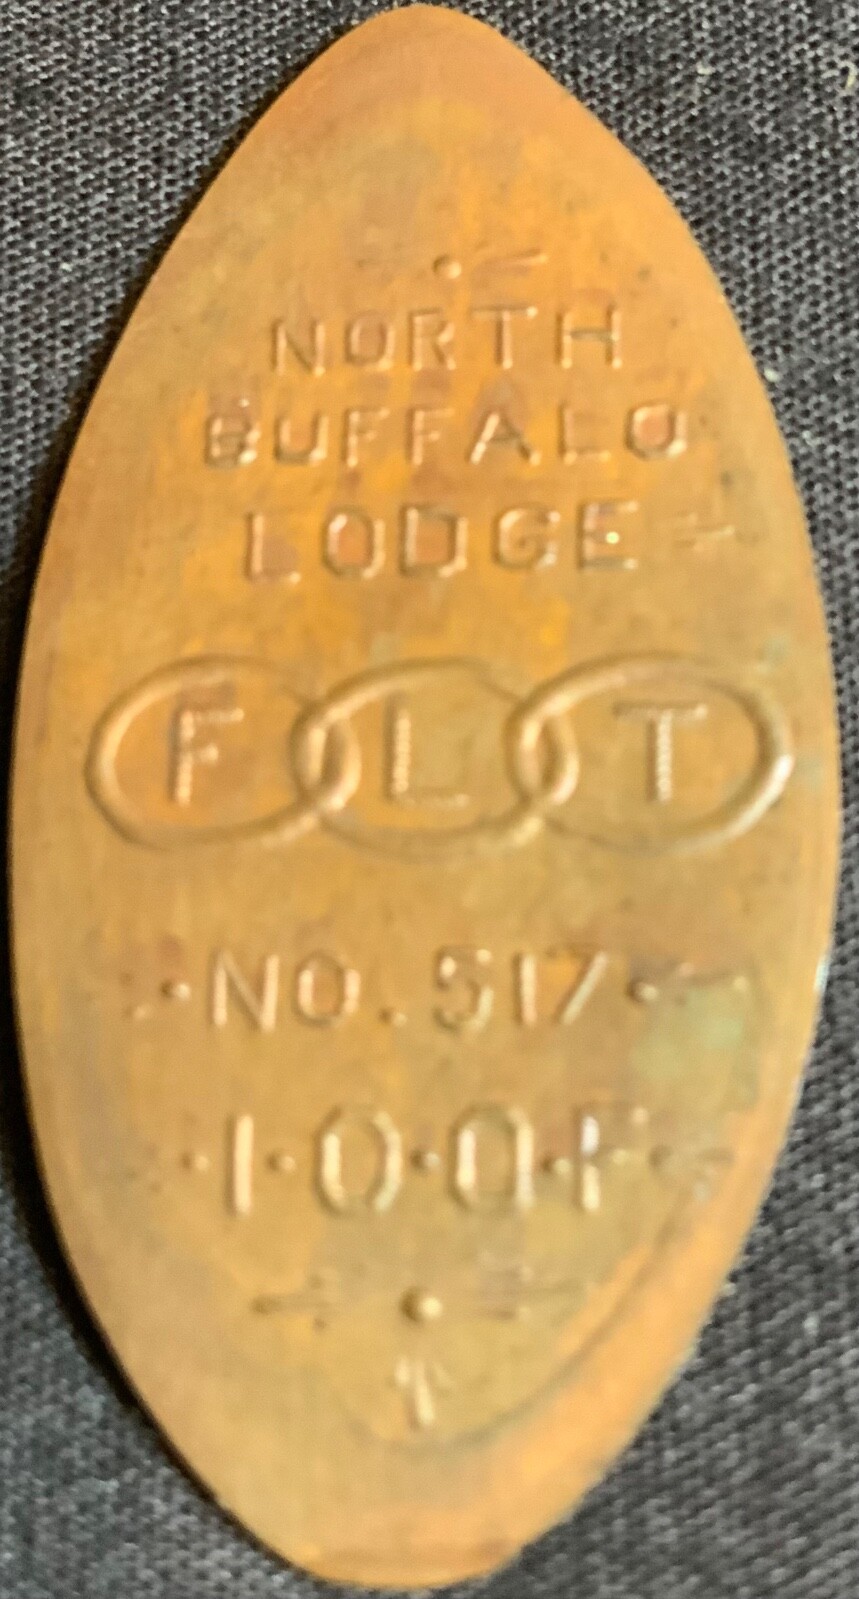 NORTH
BUFFALO
LODGE
F L T
·NO.517·
·I·O·O·F·